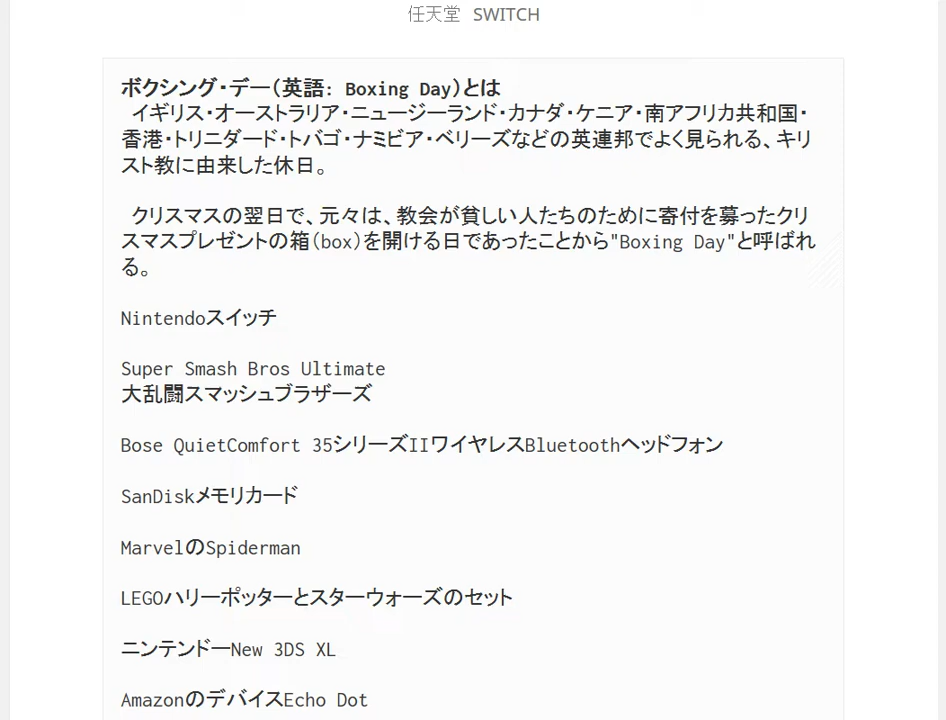 任天堂 SWITCH
ボクシング・デー(英語: Boxing Day)とは
イギリス・オーストラリア・ニュージーランド・カナダ・ケニア・南アフリカ共和国・
香港・トリニダード・トバゴ・ナミビア・ベリーズなどの英連邦でよく見られる、キリ
スト教に由来した休日。
クリスマスの翌日で、元々は、教会が貧しい人たちのために寄付を募ったクリ
スマスプレゼントの箱(box)を開ける日であったことから"Boxing Day"と呼ばれ
る。
Nintendoスイッチ
Super Smash Bros Ultimate
大乱闘スマッシュブラザーズ
Bose QuietComfort 35シリーズIIワイヤレスBluetoothヘッドフォン
SanDiskメモリカード
MarvelのSpiderman
LEGOハリーポッターとスターウォーズのセット
ニンテンドーNew 3DS XL
AmazonのデバイスEcho Dot